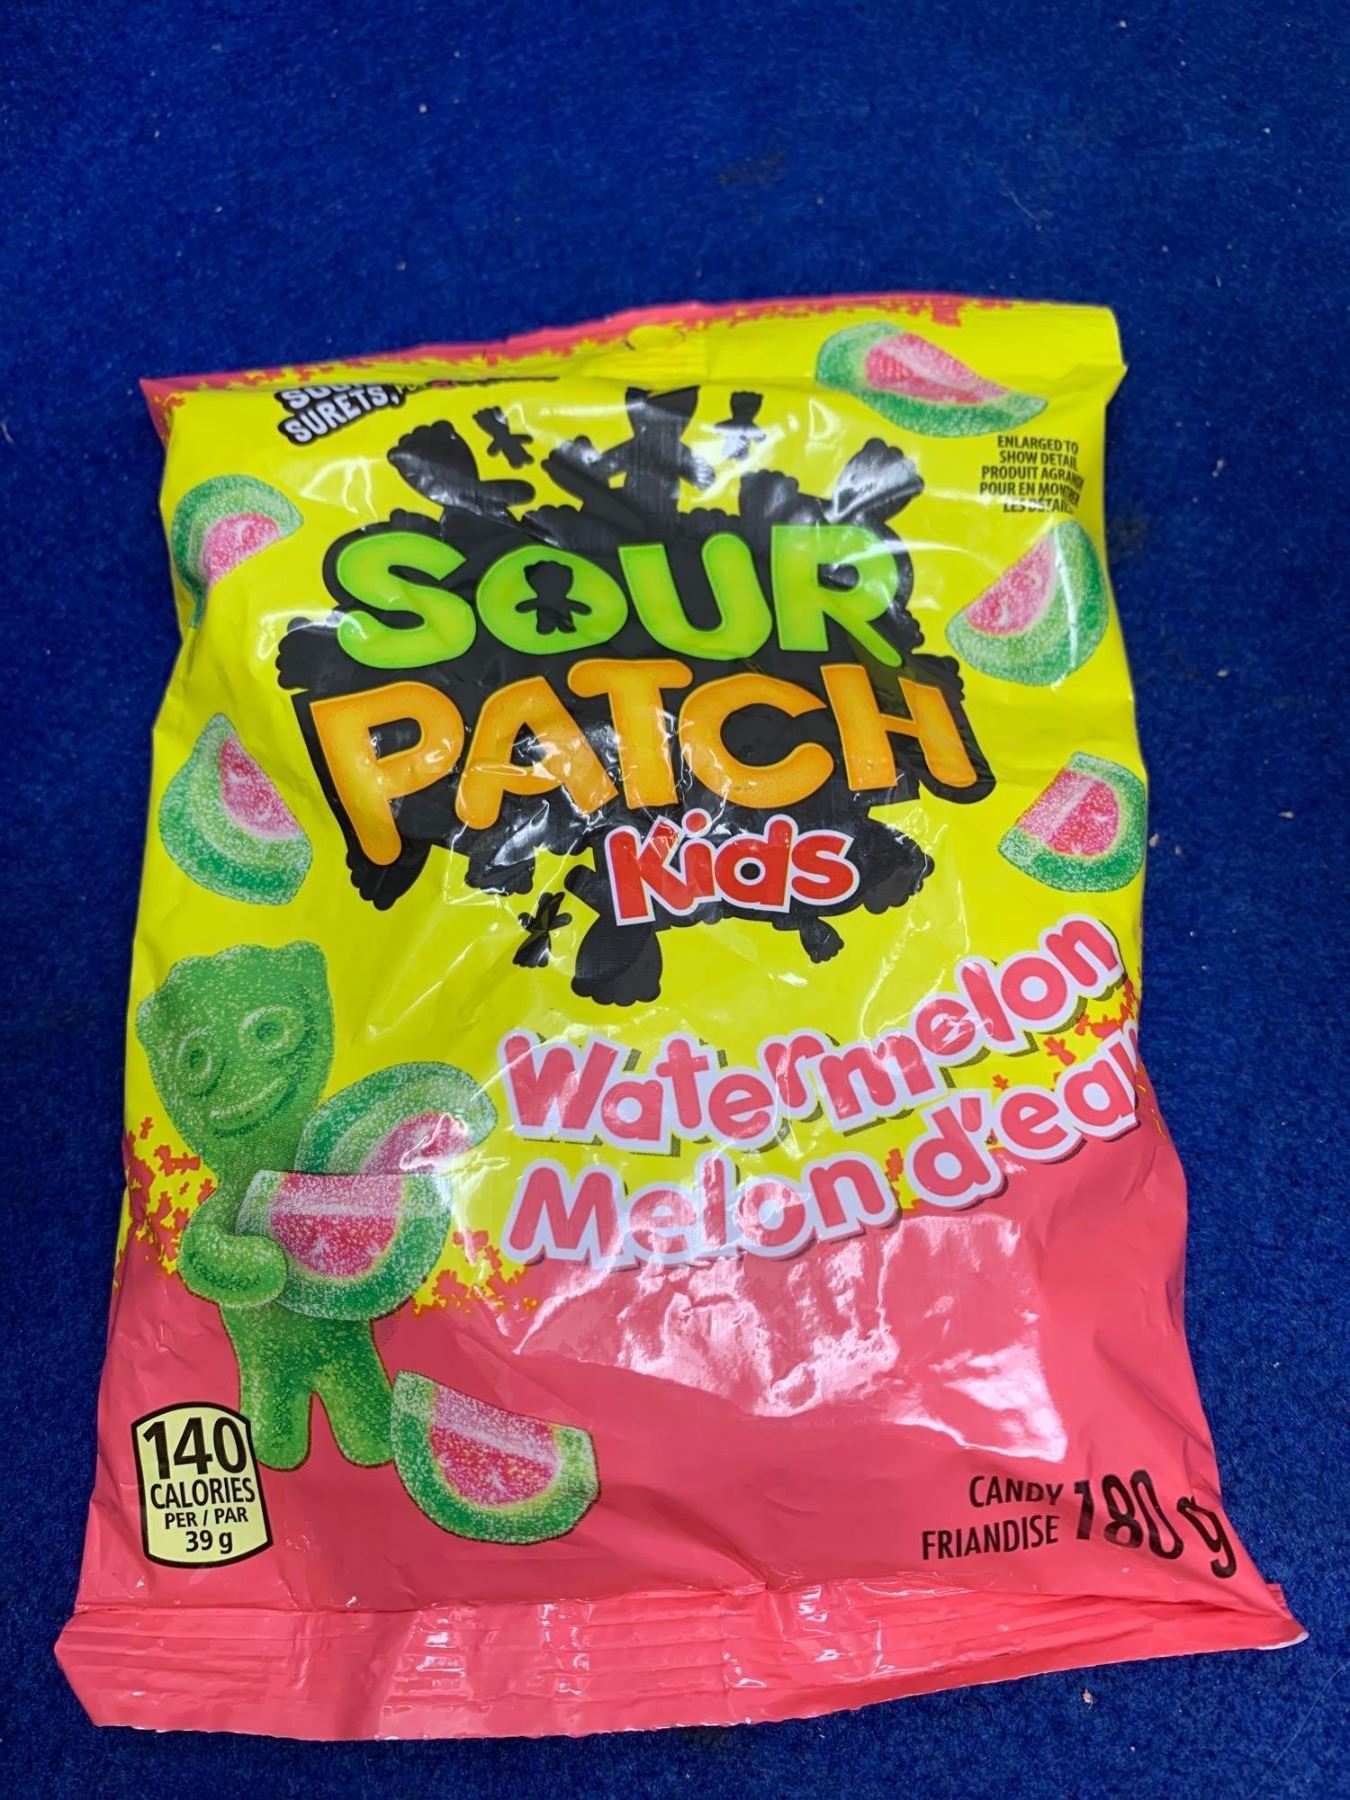 SURETS,
ENLARGED TO
SHOW DETAIL
PRODUIT AGRANDI
POUR EN MONTRER
LES DÉTAILS
SOUR
PATCH
Kids
Watermelon
Melon d'eau
140
CALORIES
PER / PAR
39 g
CANDY
FRIANDISE
180 g